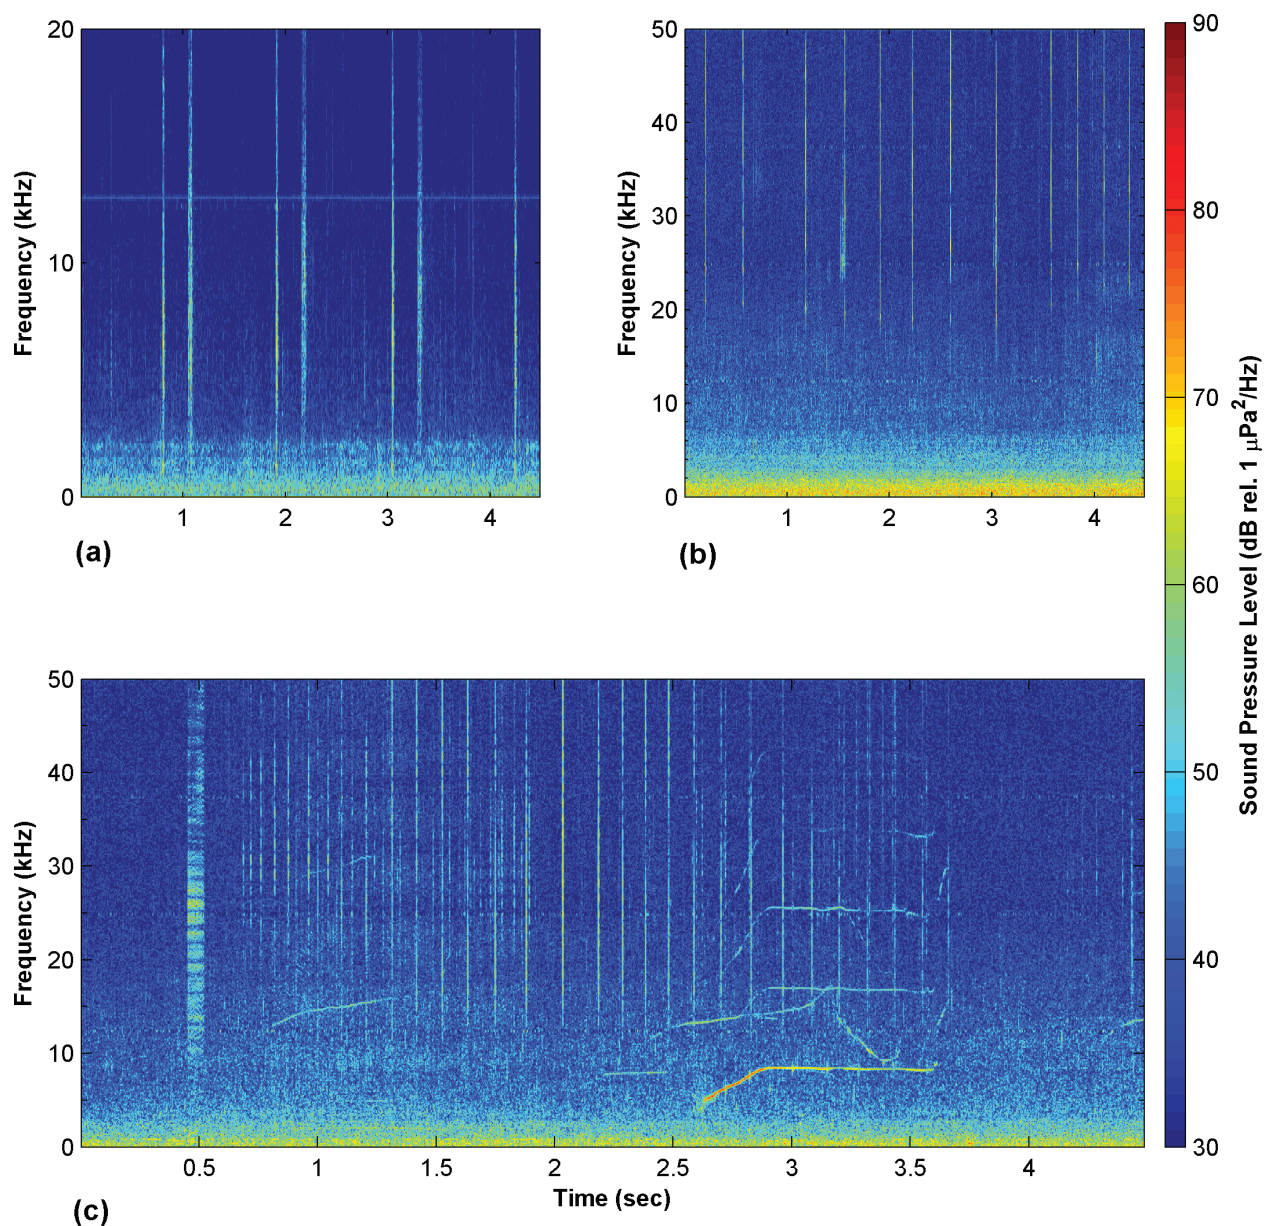 20
10
0
Frequency (kHz)
1 2 3 4
(a)
50
40
30
20
10
0
Frequency (kHz)
1 2 3 4
(b)
90
80
70
60
50
40
30
Sound Pressure Level (dB rel. 1 μPa²/Hz)
50
40
30
20
10
0
Frequency (kHz)
0.5 1 1.5 2 2.5 3 3.5 4
Time (sec)
(c)